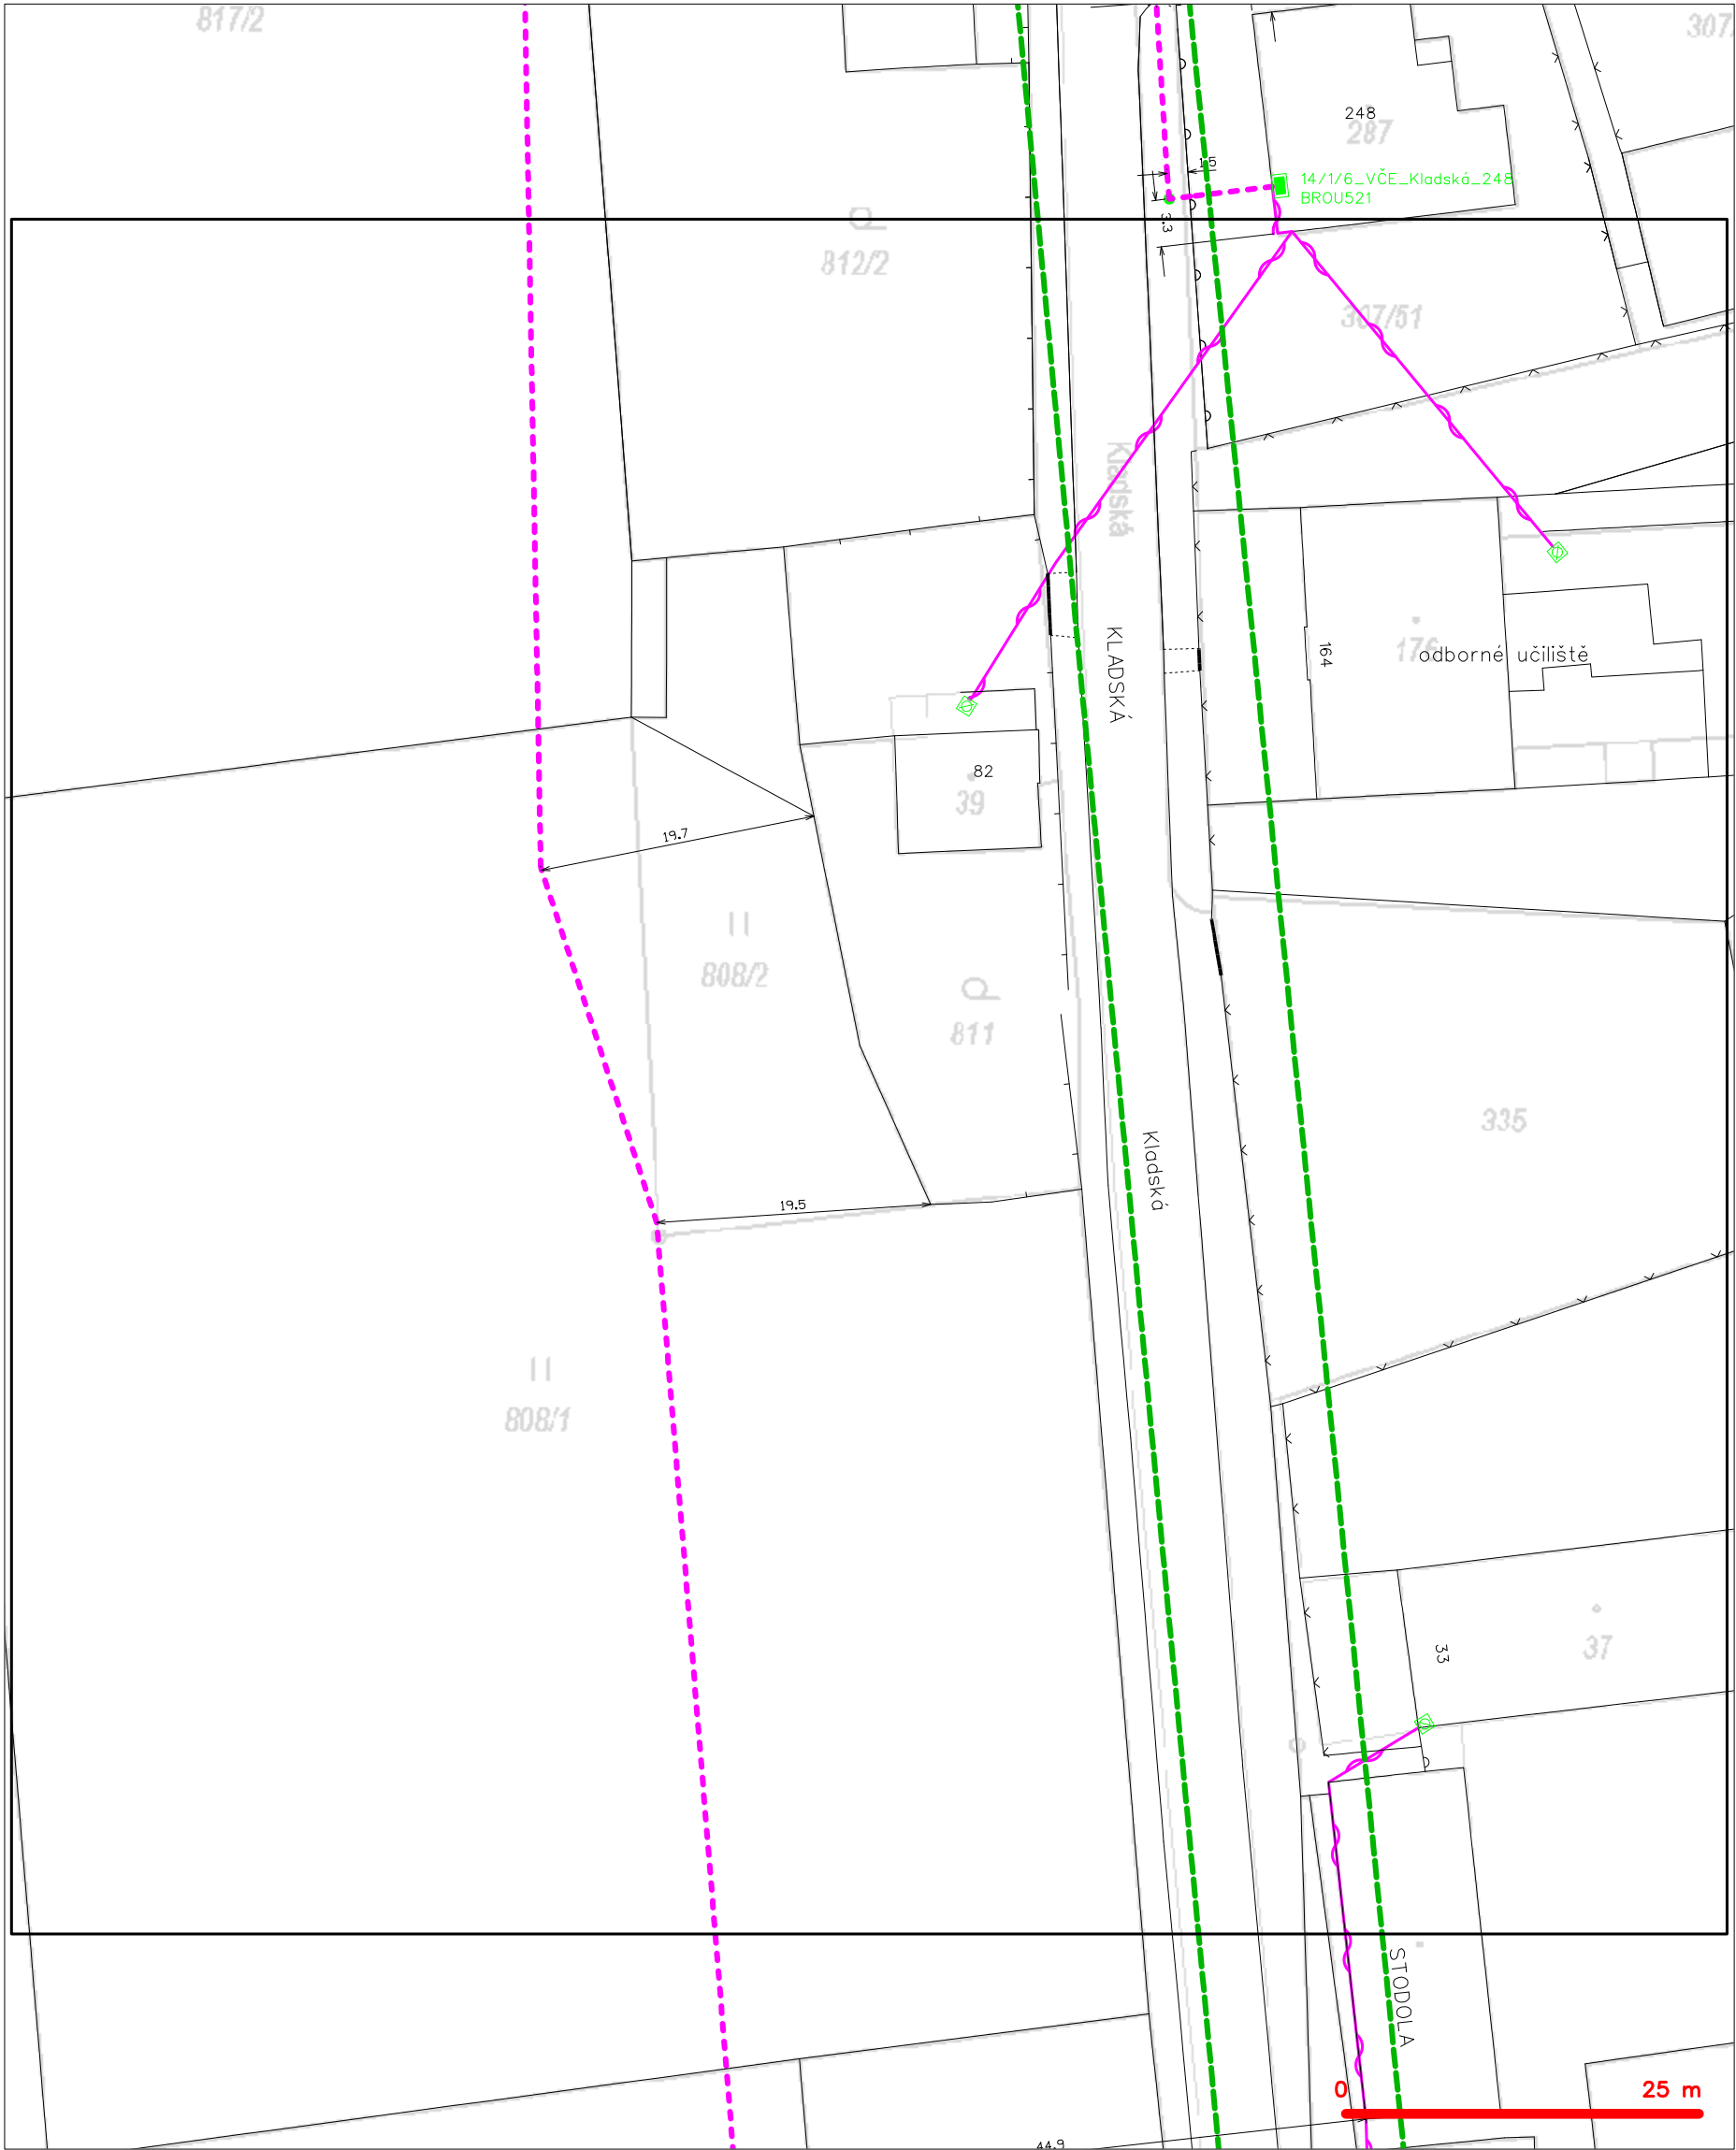 817/2
307
248
287
15
14/1/6_VČE_Kladská_248
BROU521
3.3
812/2
307/51
Kladská
KLADSKÁ
164
176
odborné učiliště
82
39
19.7
808/2
811
335
Kladská
19.5
808/1
33
37
STODOLA
0
25 m
44.9